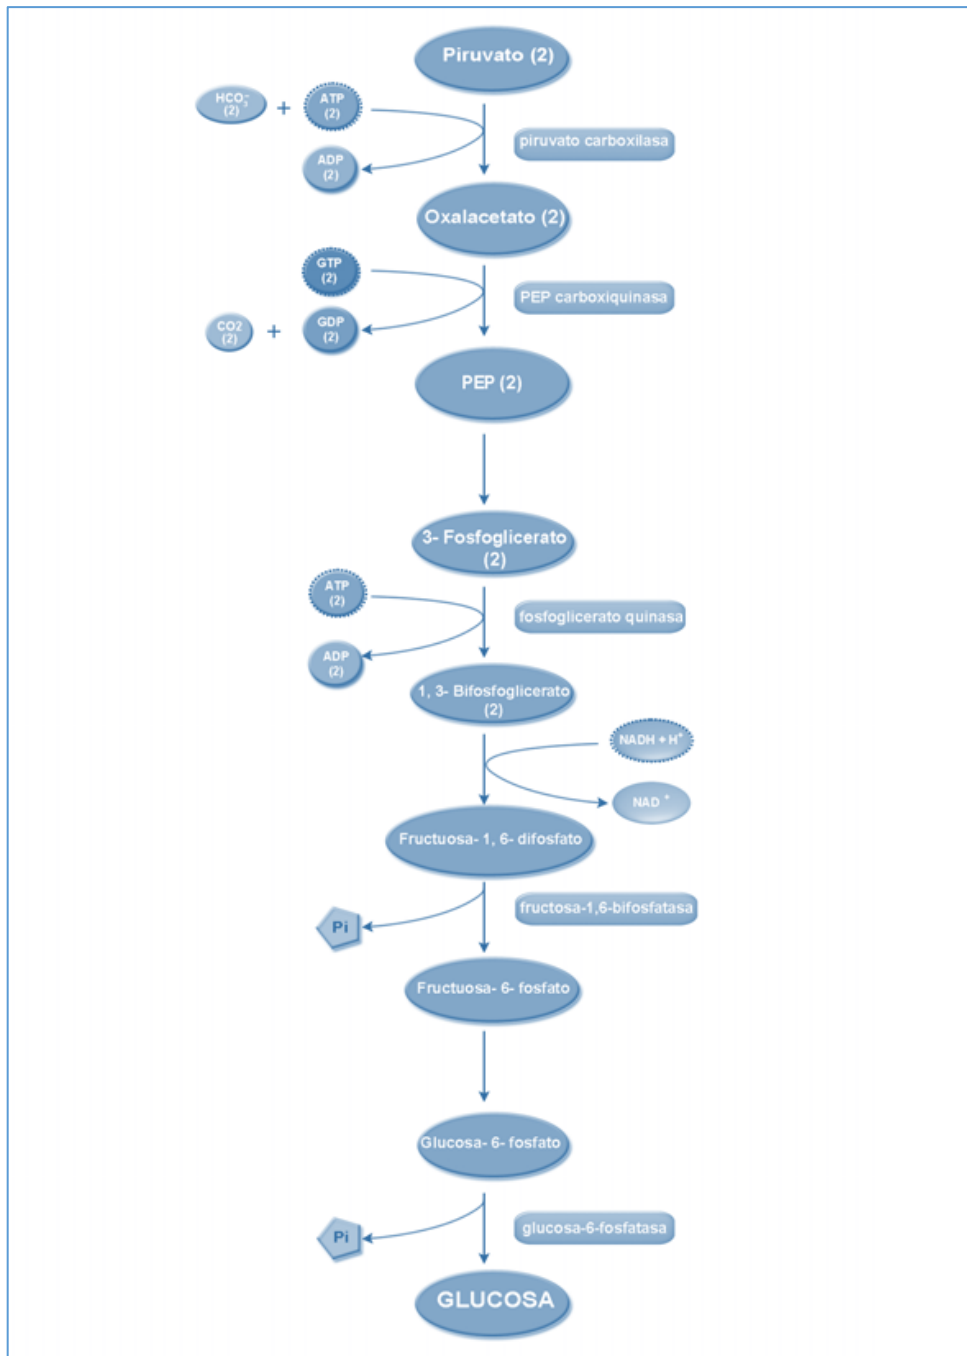 Piruvato (2)
HCO3-
(2)
+
ATP
(2)
piruvato carboxilasa
ADP
(2)
Oxalacetato (2)
GTP
(2)
PEP carboxiquinasa
CO2
(2)
+
GDP
(2)
PEP (2)
3- Fosfoglicerato
(2)
ATP
(2)
fosfoglicerato quinasa
ADP
(2)
1, 3- Bifosfoglicerato
(2)
NADH + H+
NAD +
Fructuosa- 1, 6- difosfato
fructosa-1,6-bifosfatasa
Pi
Fructuosa- 6- fosfato
Glucosa- 6- fosfato
glucosa-6-fosfatasa
Pi
GLUCOSA